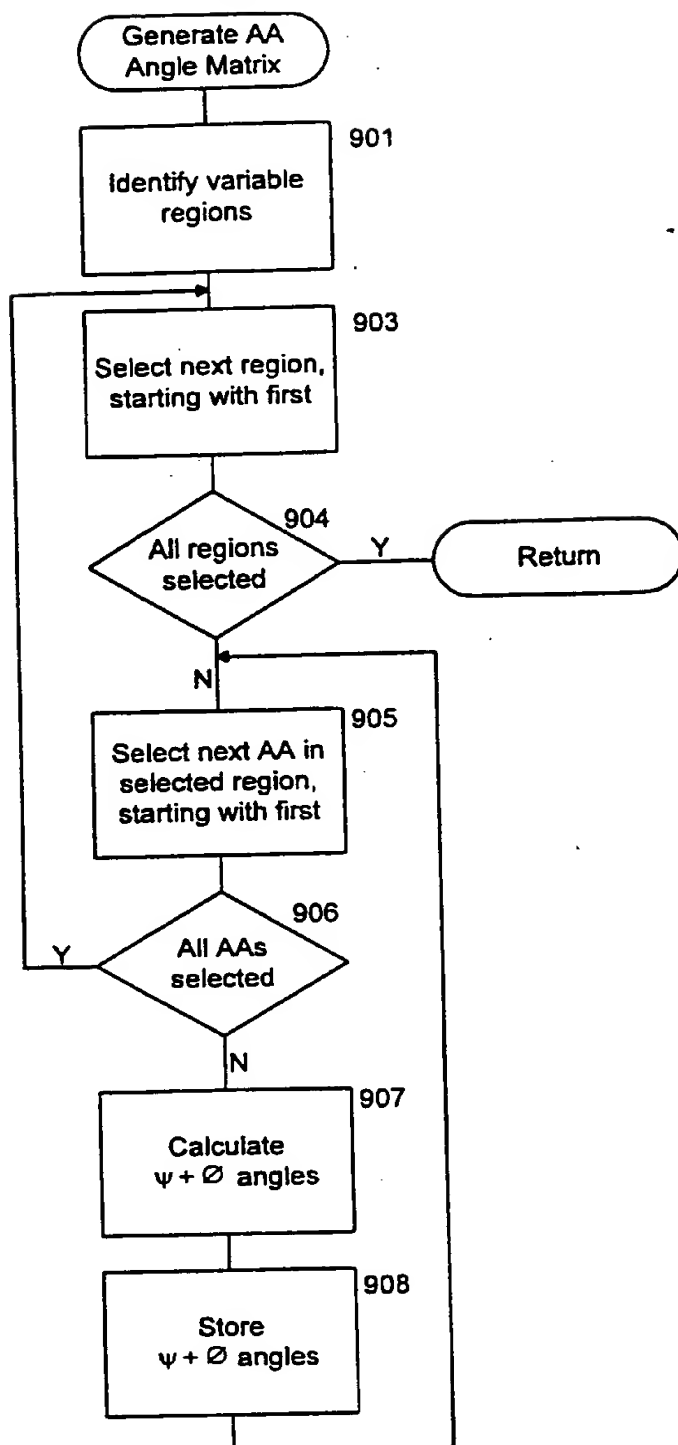 Generate AA
Angle Matrix
901
Identify variable
regions
903
Select next region,
starting with first
904
All regions
selected
Y
Return
N
905
Select next AA in
selected region,
starting with first
906
All AAs
selected
Y
N
907
Calculate
ψ + Ø angles
908
Store
ψ + Ø angles